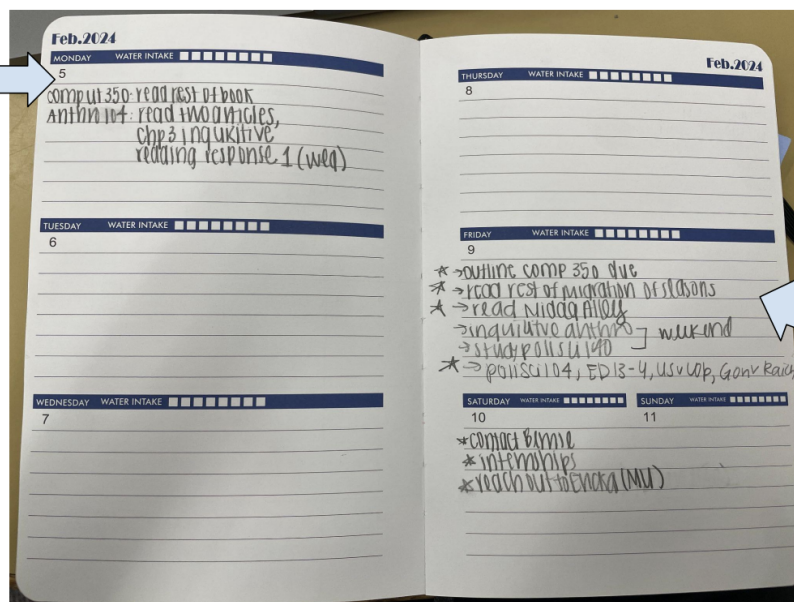 Feb.2024
MONDAY WATER INTAKE
5
comp lit 350: read rest of book
Anthro 104: read two articles,
chp 3 inquizitive
reading response 1 (wed)
TUESDAY WATER INTAKE
6
WEDNESDAY WATER INTAKE
7
Feb.2024
THURSDAY WATER INTAKE
8
FRIDAY WATER INTAKE
9
→ outline comp 350 due
→ read rest of migration of seasons
→ read Alley
→ inquiitve anthro
weekend
→ study polisci 140
→ polisci 104, ED 13-4, US v Lop, Gon v Raich,
SATURDAY WATER INTAKE
10
contact
internships
reach out to (MU)
SUNDAY WATER INTAKE
11